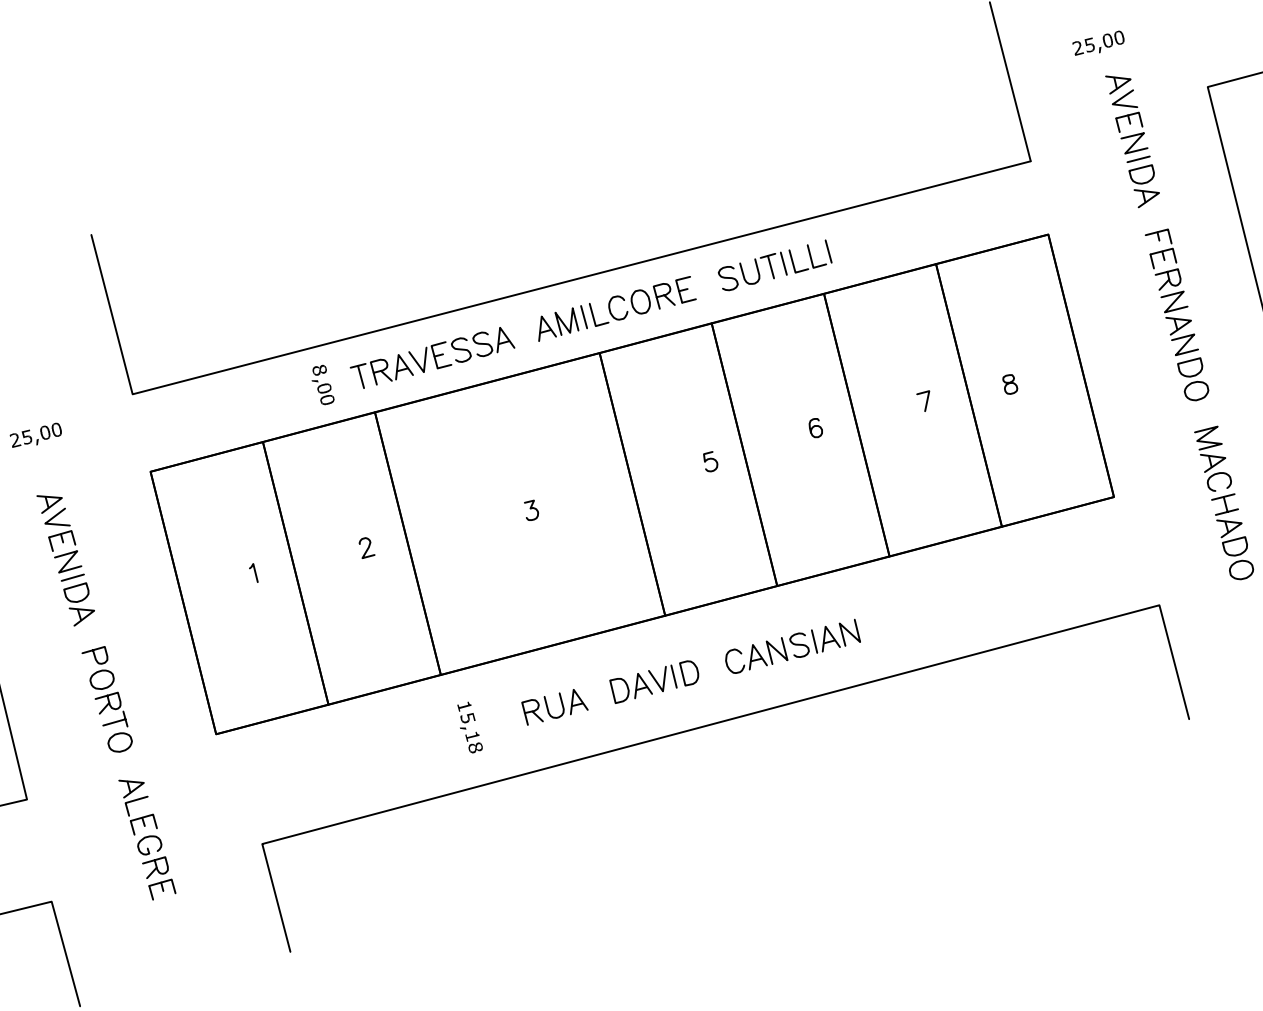 25,00
AVENIDA FERNANDO MACHADO
TRAVESSA AMILCORE SUTILLI
8,00
25,00
AVENIDA PORTO ALEGRE
1
2
3
5
6
7
8
RUA DAVID CANSIAN
15,18